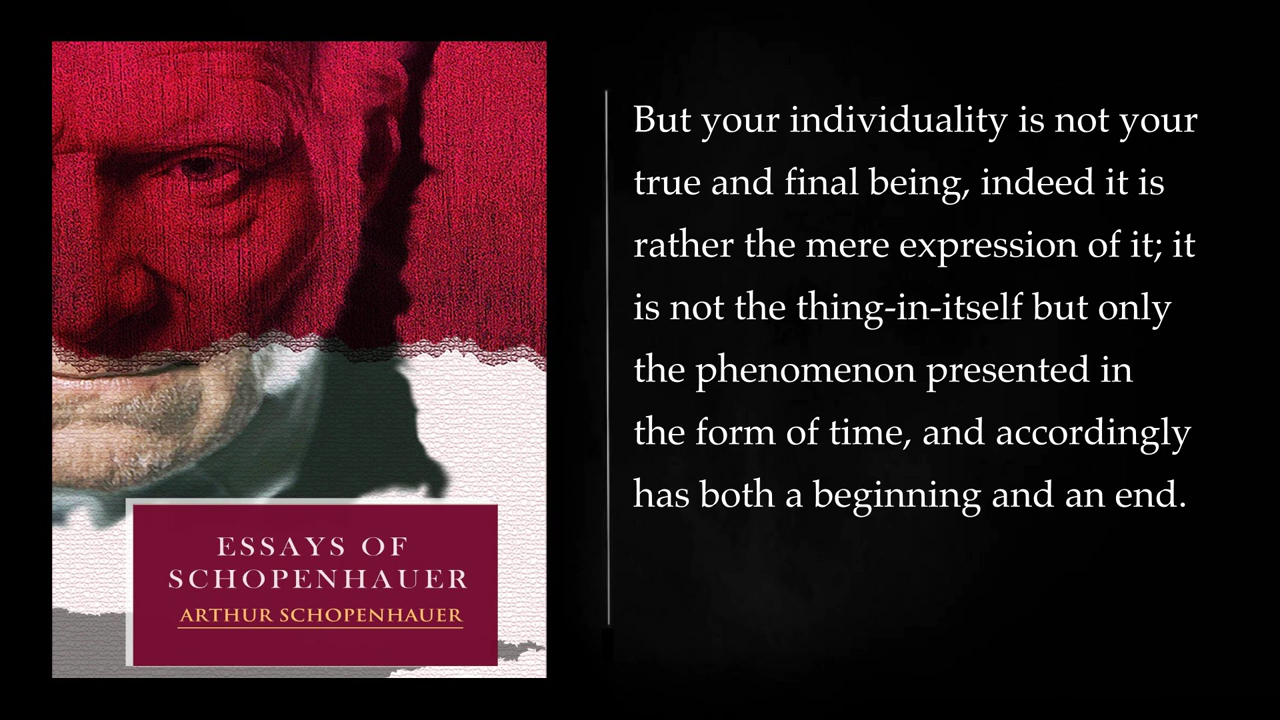 ESSAYS OF
SCHOPENHAUER
ARTHUR SCHOPENHAUER
But your individuality is not your
true and final being, indeed it is
rather the mere expression of it; it
is not the thing-in-itself but only
the phenomenon presented in
the form of time, and accordingly
has both a beginning and an end.